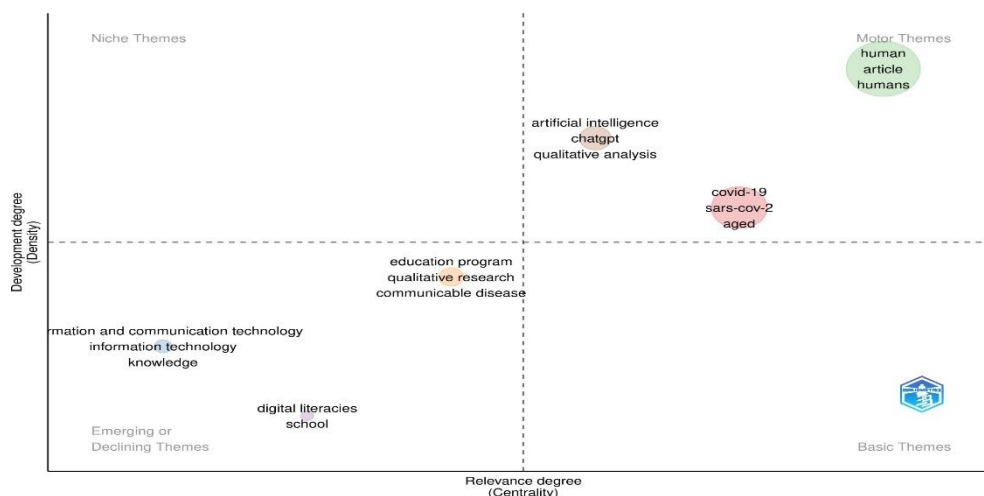 Niche Themes
Motor Themes
human
article
humans
artificial intelligence
chatgpt
qualitative analysis
covid-19
sars-cov-2
aged
Development degree
(Density)
education program
qualitative research
communicable disease
rmation and communication technology
information technology
knowledge
digital literacies
school
Emerging or
Declining Themes
Basic Themes
Relevance degree
(Centrality)